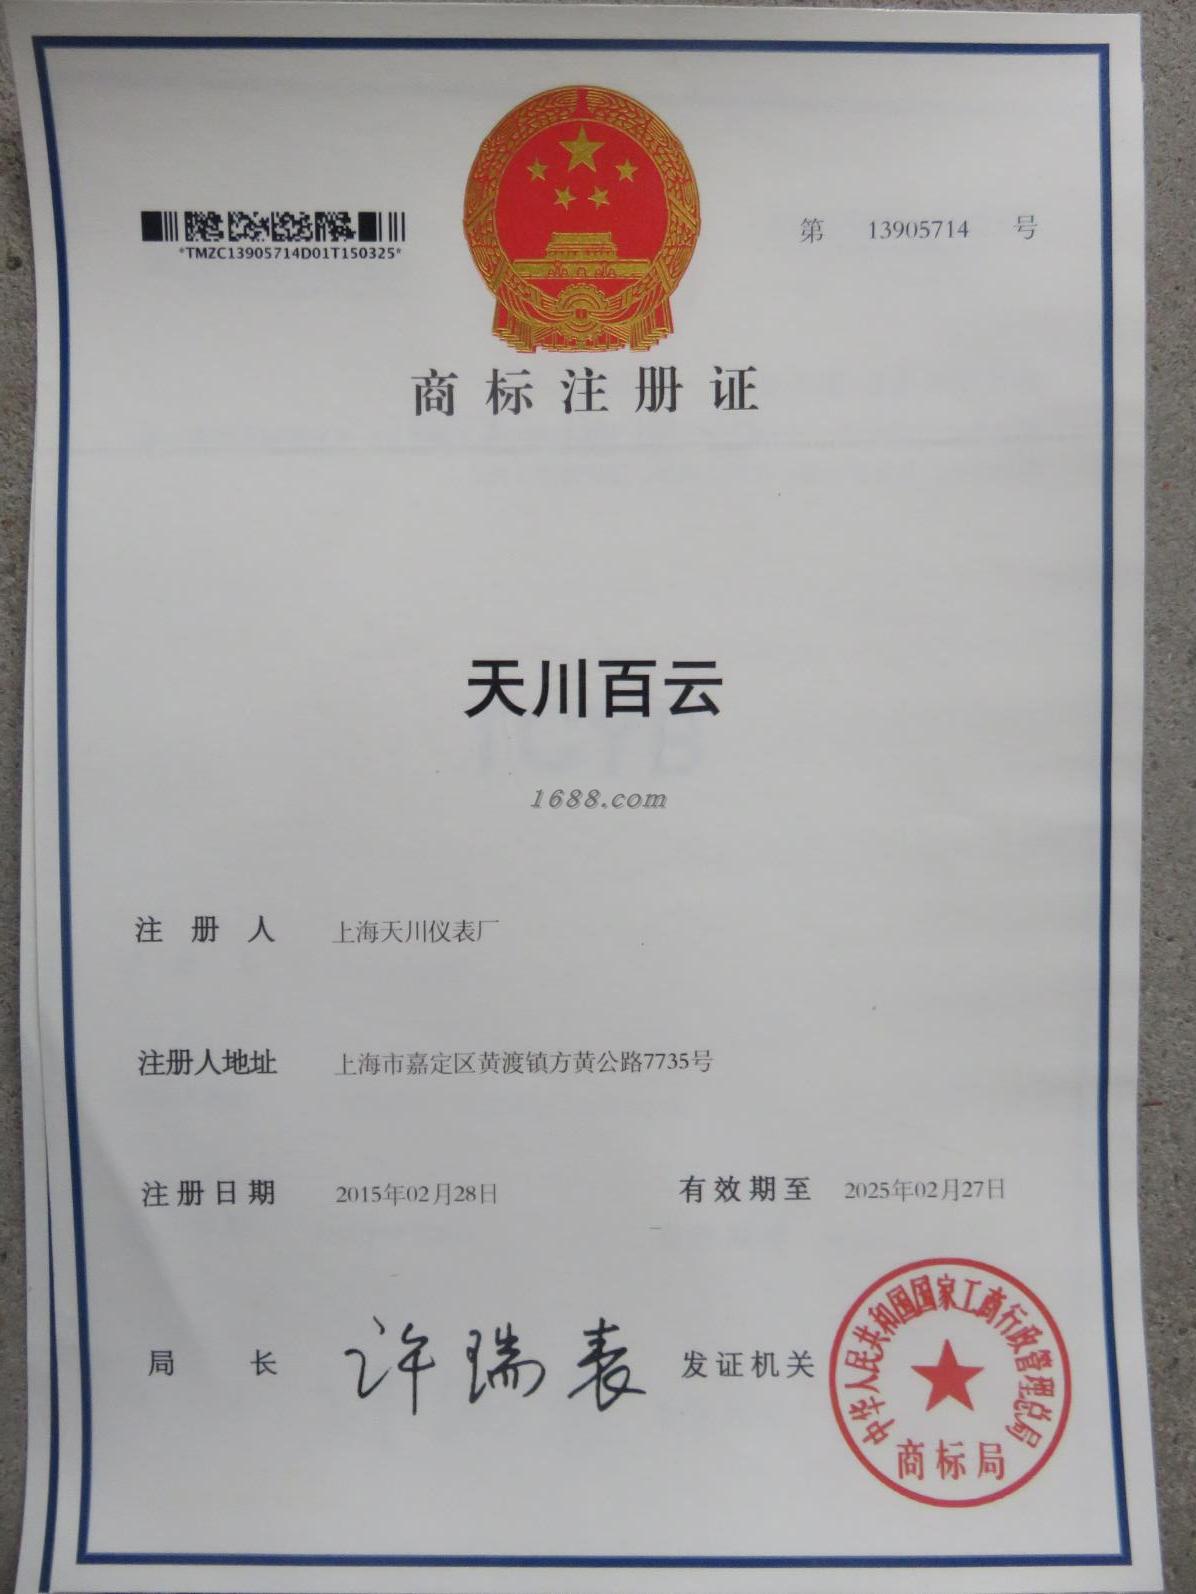 *TMZC13905714D01T150325*
第 13905714 号
商标注册证
天川百云
1688.com
注册人 上海天川仪表厂
注册人地址 上海市嘉定区黄渡镇方黄公路7735号
注册日期 2015年02月28日 有效期至 2025年02月27日
局长 许瑞表 发证机关
中华人民共和国国家工商行政管理总局
商标局